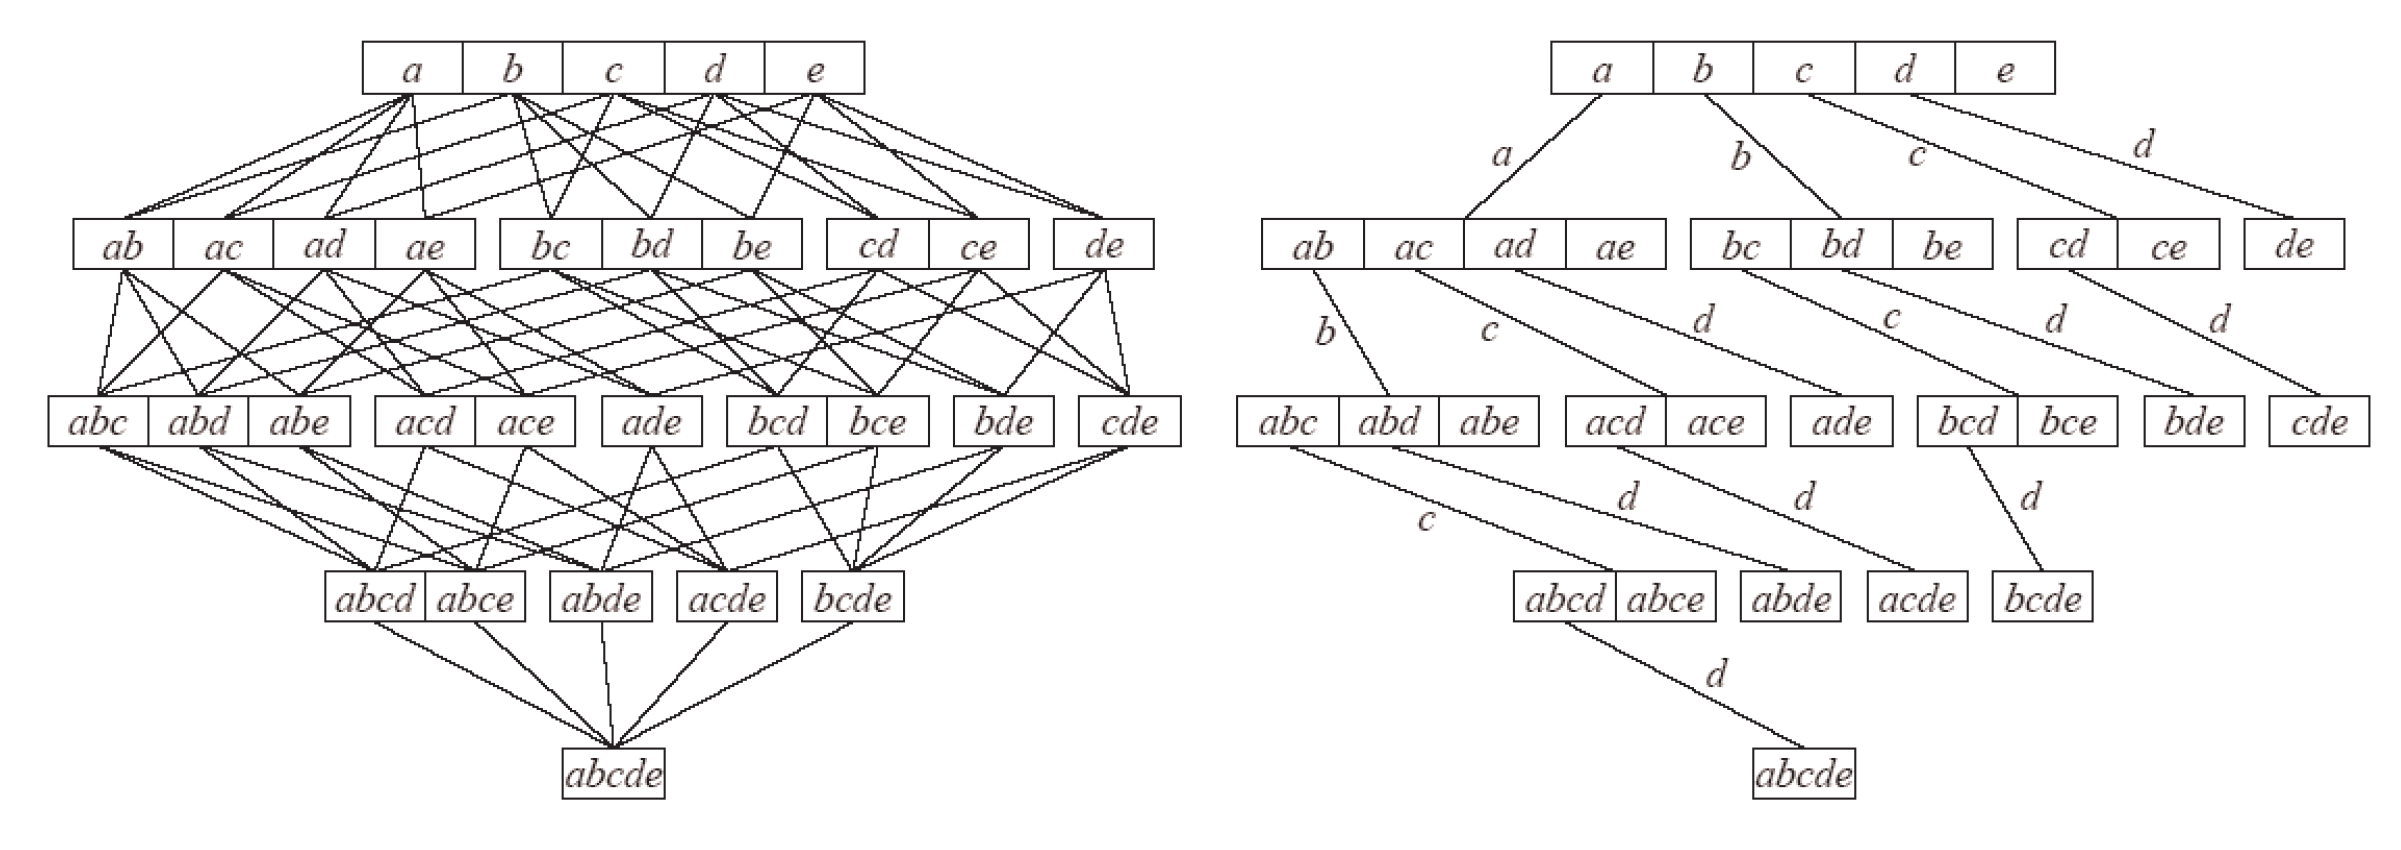 a b c d e
ab ac ad ae bc bd be cd ce de
abc abd abe acd ace ade bcd bce bde cde
abcd abce abde acde bcde
abcde
a b c d e
a b c d
ab ac ad ae bc bd be cd ce de
b c d c d d
abc abd abe acd ace ade bcd bce bde cde
c d d d
abcd abce abde acde bcde
d
abcde